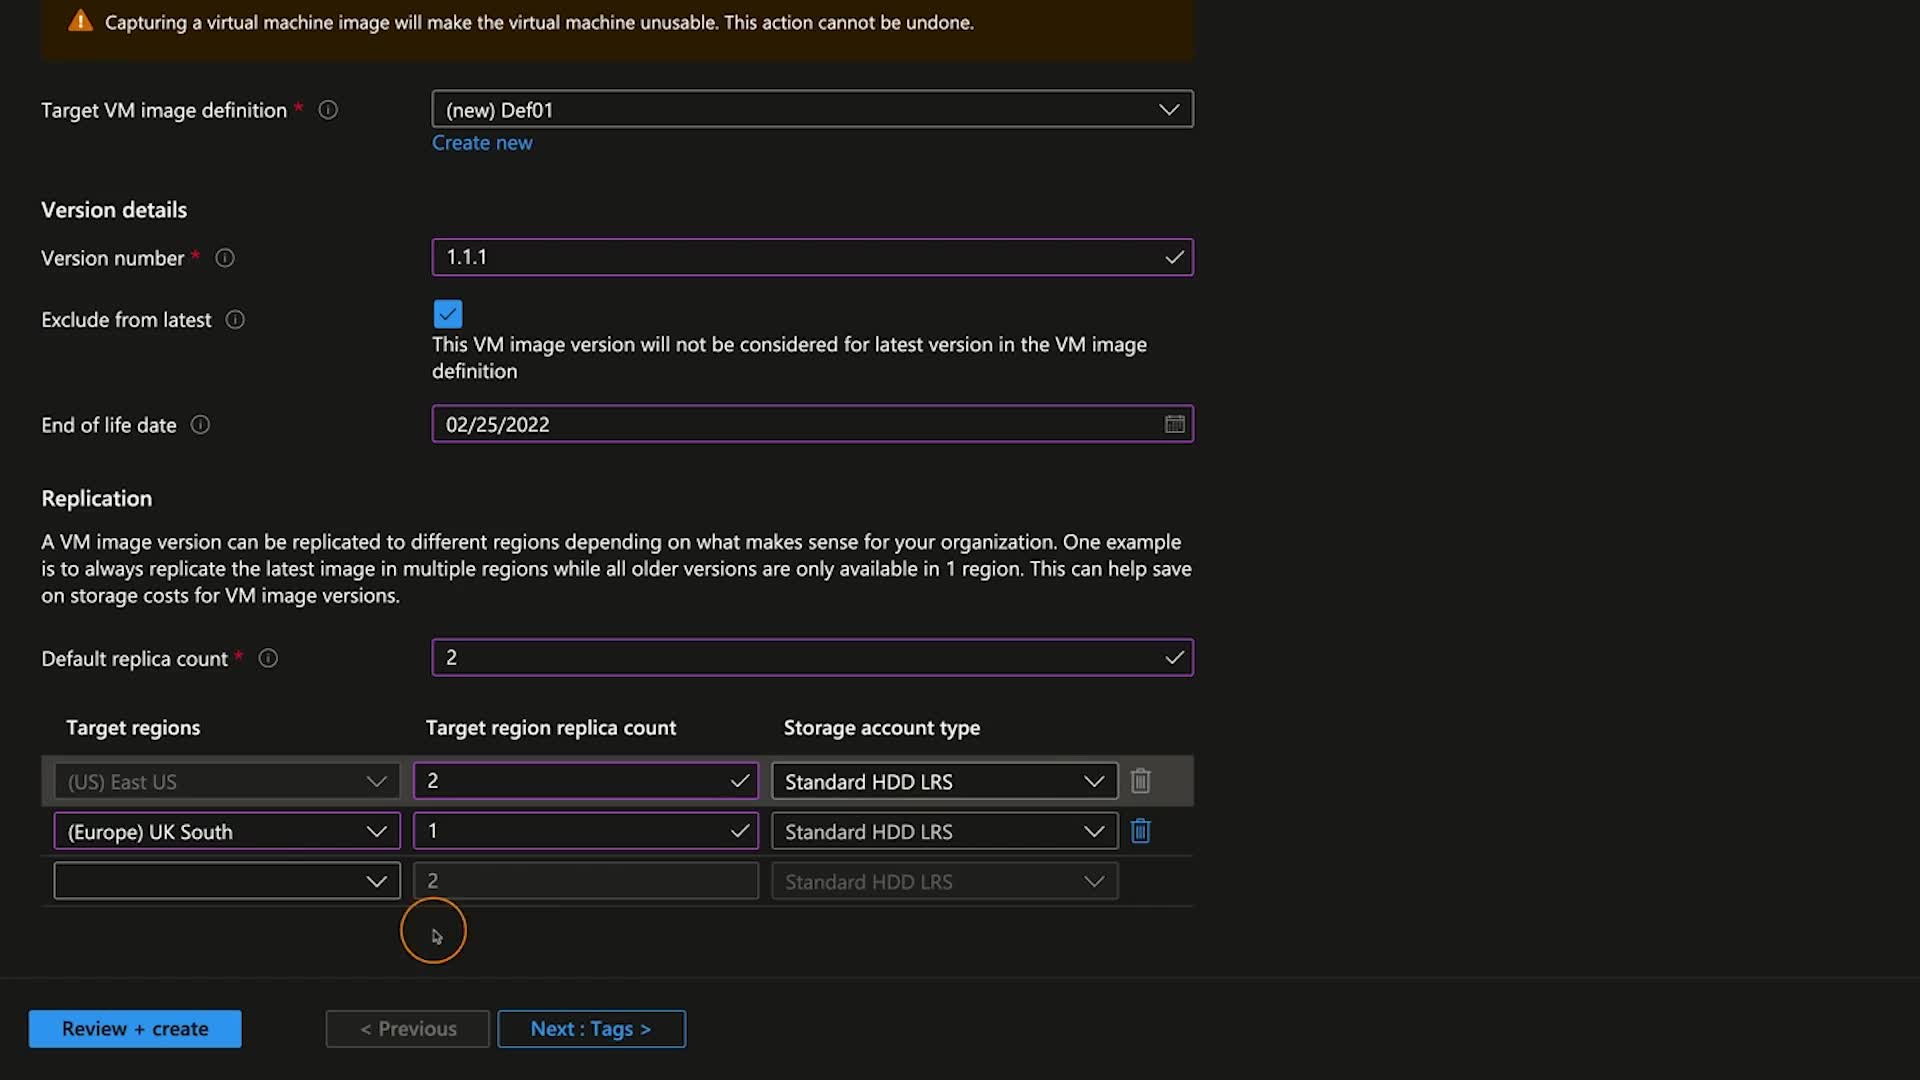 Capturing a virtual machine image will make the virtual machine unusable. This action cannot be undone.
Target VM image definition *
(new) Def01
Create new
Version details
Version number *
1.1.1
Exclude from latest
This VM image version will not be considered for latest version in the VM image
definition
End of life date
02/25/2022
Replication
A VM image version can be replicated to different regions depending on what makes sense for your organization. One example
is to always replicate the latest image in multiple regions while all older versions are only available in 1 region. This can help save
on storage costs for VM image versions.
Default replica count *
2
Target regions Target region replica count Storage account type
(US) East US 2 Standard HDD LRS
(Europe) UK South 1 Standard HDD LRS
2 Standard HDD LRS
Review + create < Previous Next : Tags >